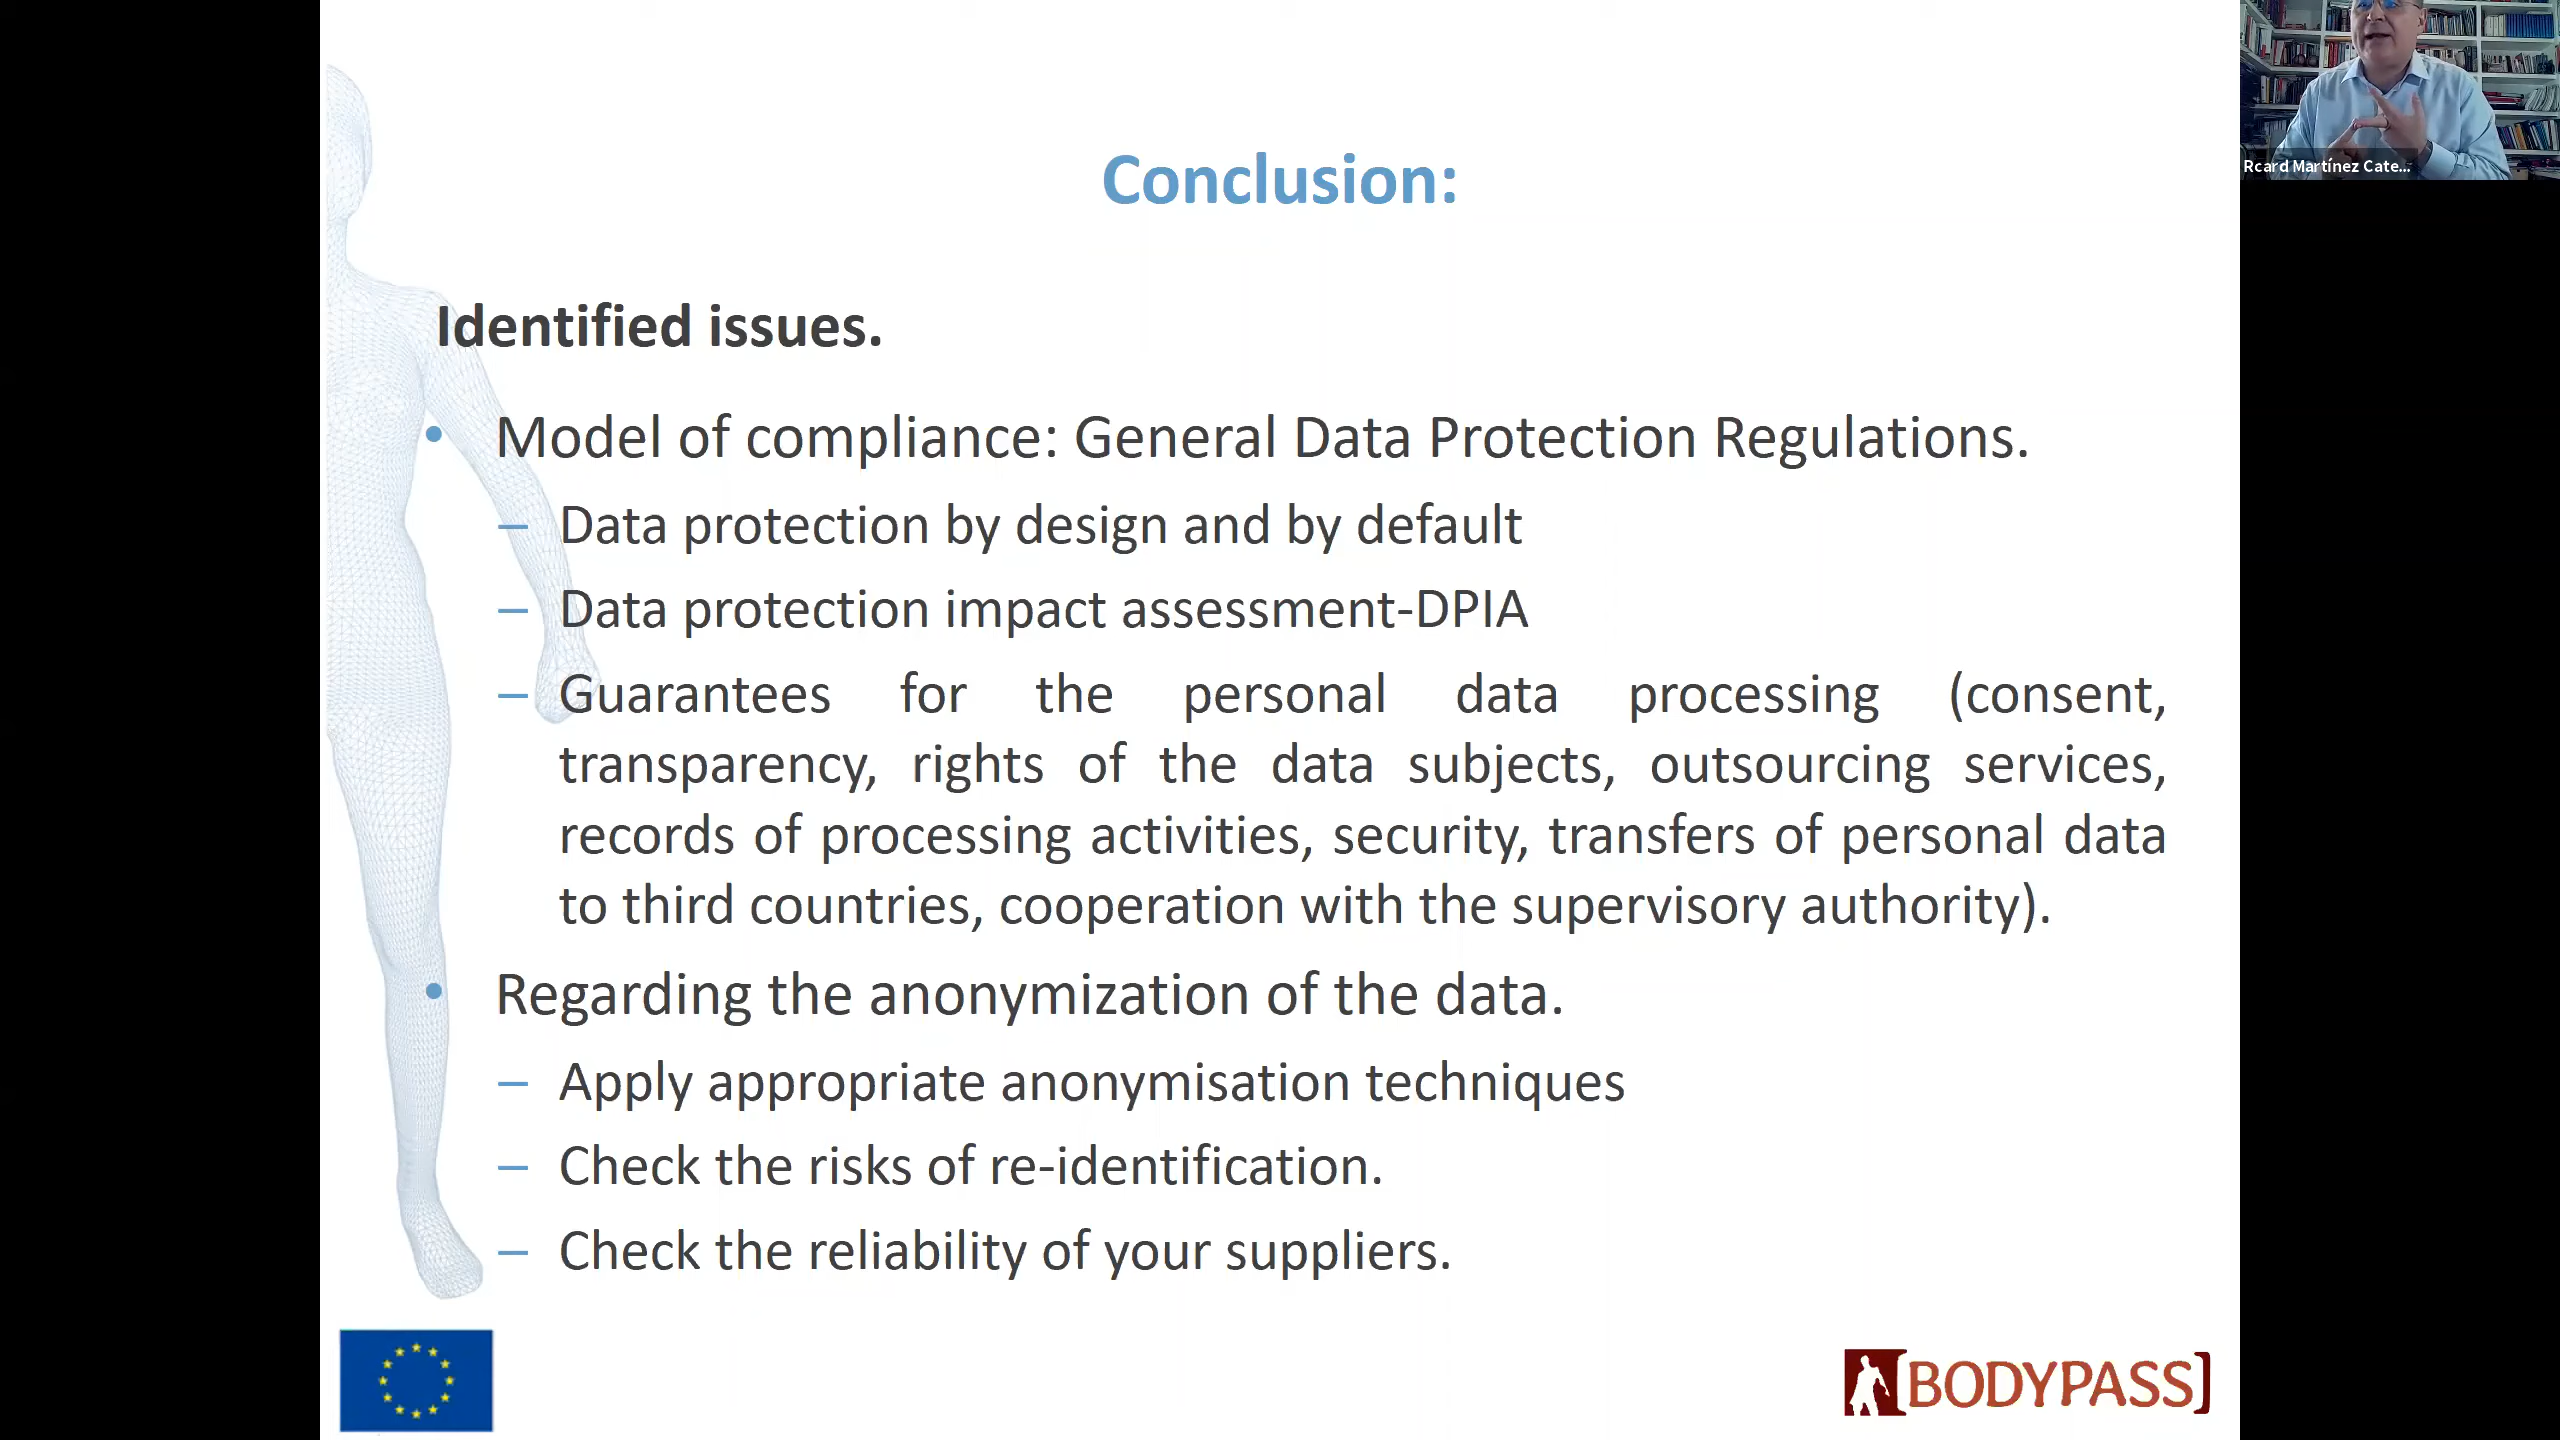 Conclusion:
Rcard Martínez Cate...
Identified issues.
• Model of compliance: General Data Protection Regulations.
– Data protection by design and by default
– Data protection impact assessment-DPIA
– Guarantees for the personal data processing (consent,
transparency, rights of the data subjects, outsourcing services,
records of processing activities, security, transfers of personal data
to third countries, cooperation with the supervisory authority).
• Regarding the anonymization of the data.
– Apply appropriate anonymisation techniques
– Check the risks of re-identification.
– Check the reliability of your suppliers.
[BODYPASS]